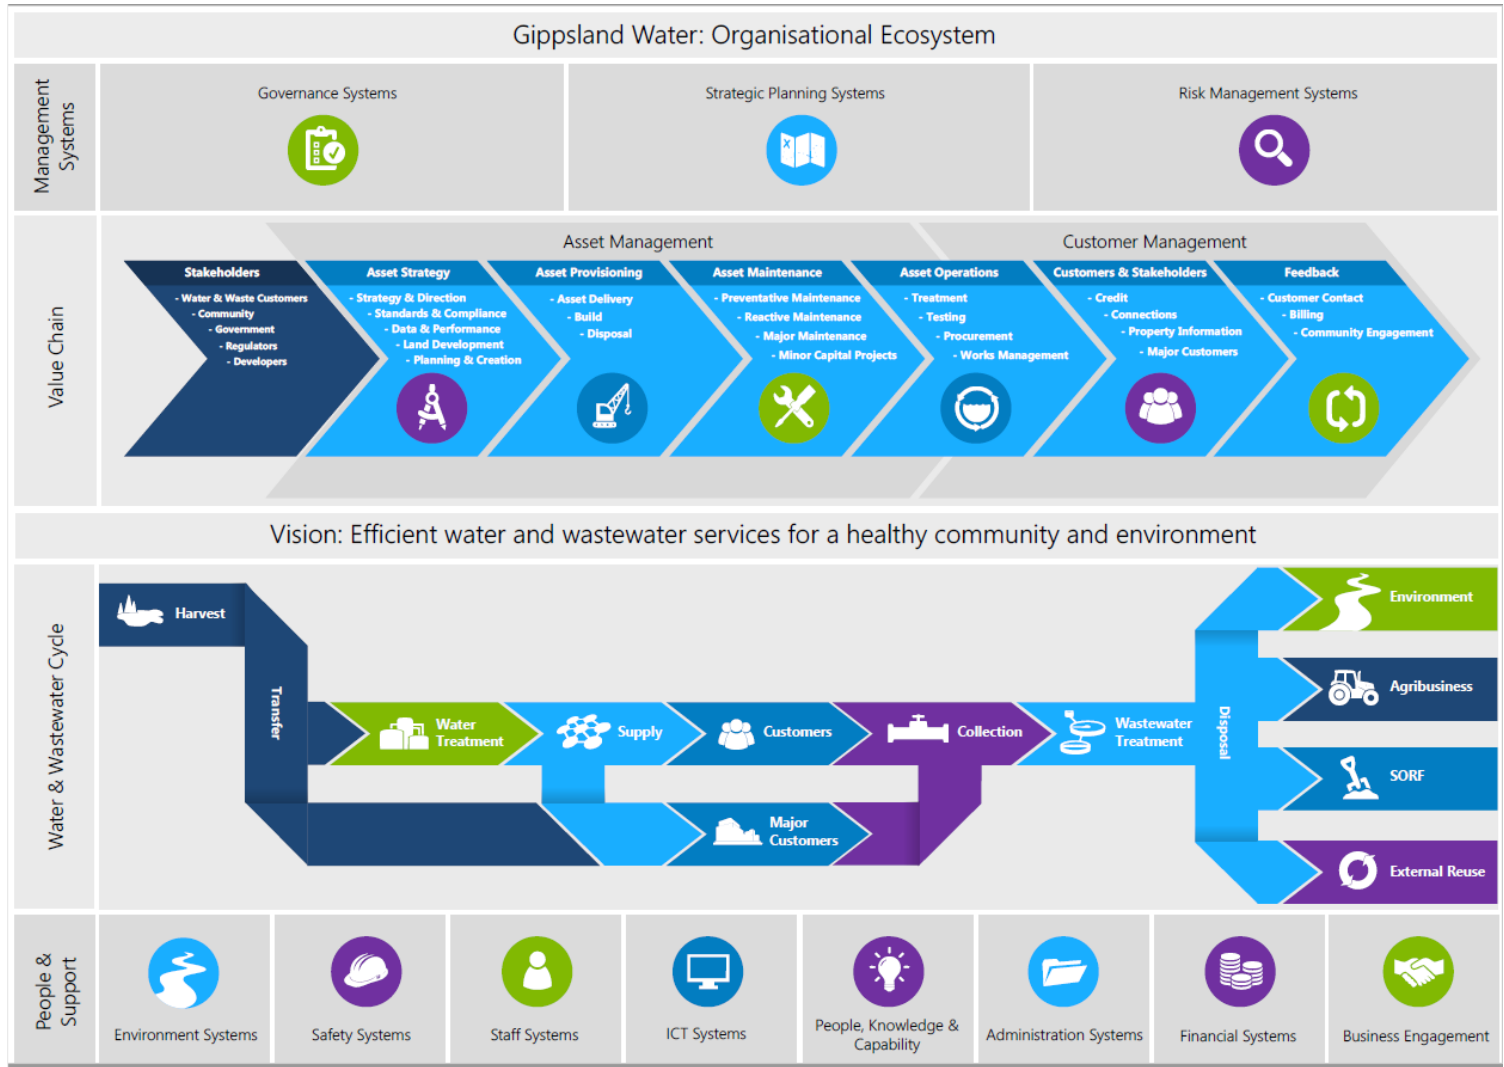 Gippsland Water: Organisational Ecosystem
Management
Systems
Governance Systems
Strategic Planning Systems
Risk Management Systems
Value Chain
Asset Management
Customer Management
Stakeholders
- Water & Waste Customers
- Community
- Government
- Regulators
- Developers
Asset Strategy
- Strategy & Direction
- Standards & Compliance
- Data & Performance
- Land Development
- Planning & Creation
Asset Provisioning
- Asset Delivery
- Build
- Disposal
Asset Maintenance
- Preventative Maintenance
- Reactive Maintenance
- Major Maintenance
- Minor Capital Projects
Asset Operations
- Treatment
- Testing
- Procurement
- Works Management
Customers & Stakeholders
- Credit
- Connections
- Property Information
- Major Customers
Feedback
- Customer Contact
- Billing
- Community Engagement
Vision: Efficient water and wastewater services for a healthy community and environment
Water & Wastewater Cycle
Harvest
Transfer
Water
Treatment
Supply
Customers
Major
Customers
Collection
Wastewater
Treatment
Disposal
Environment
Agribusiness
SORF
External Reuse
People &
Support
Environment Systems
Safety Systems
Staff Systems
ICT Systems
People, Knowledge &
Capability
Administration Systems
Financial Systems
Business Engagement